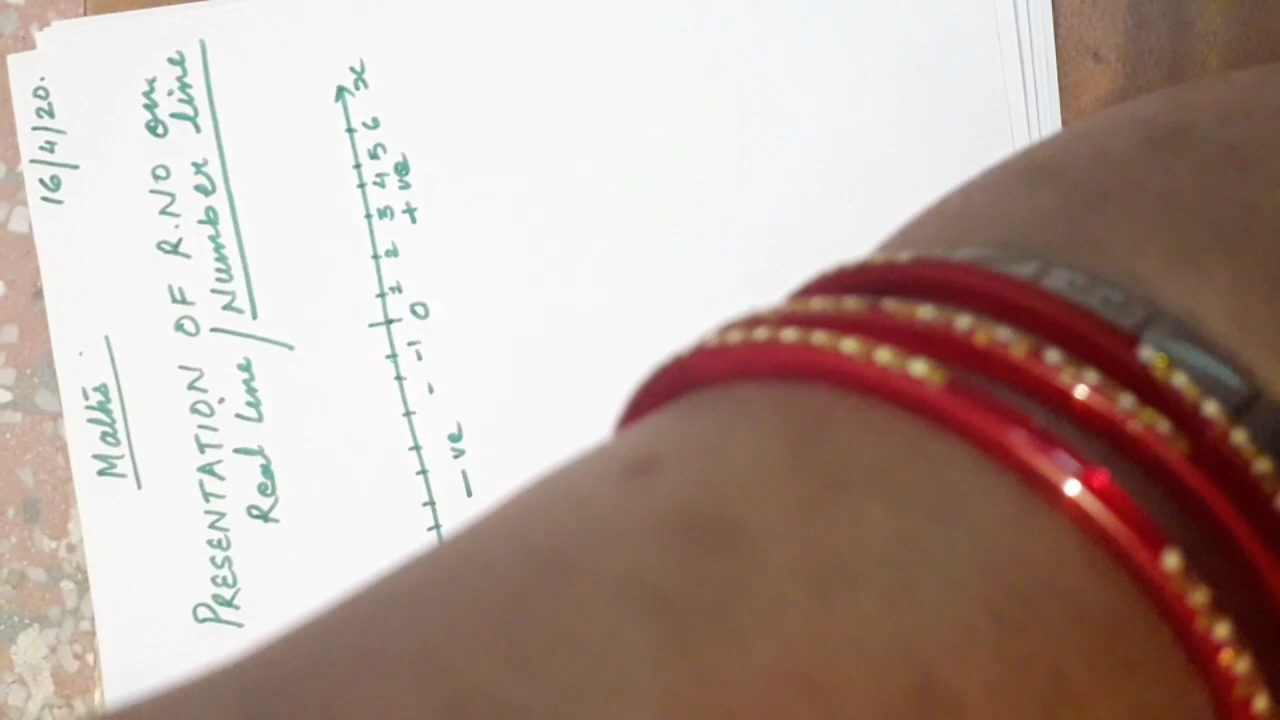 16/4/20.
Maths
PRESENTATION OF R.NO on
Real Line / Number line
-1 0 1 2 3 4 5 6 x
-ve +ve